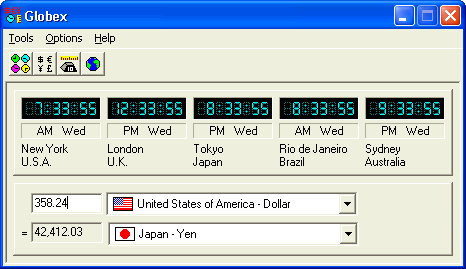 Globex
Tools Options Help
7:33:55 12:33:55 8:33:55 8:33:55 9:33:55
AM Wed PM Wed PM Wed AM Wed PM Wed
New York London Tokyo Rio de Janeiro Sydney
U.S.A. U.K. Japan Brazil Australia
358.24 United States of America - Dollar
= 42,412.03 Japan - Yen